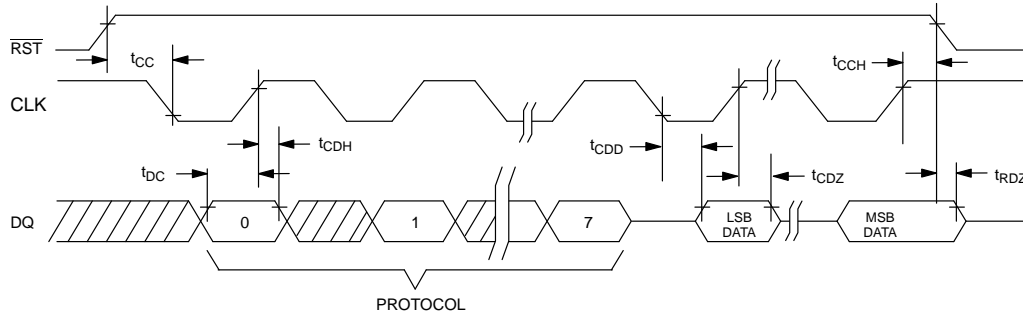 RST
tCC
tCCH
CLK
tCDH
tCDD
tCDZ
tDC
tRDZ
DQ
0
1
7
LSB
DATA
MSB
DATA
PROTOCOL